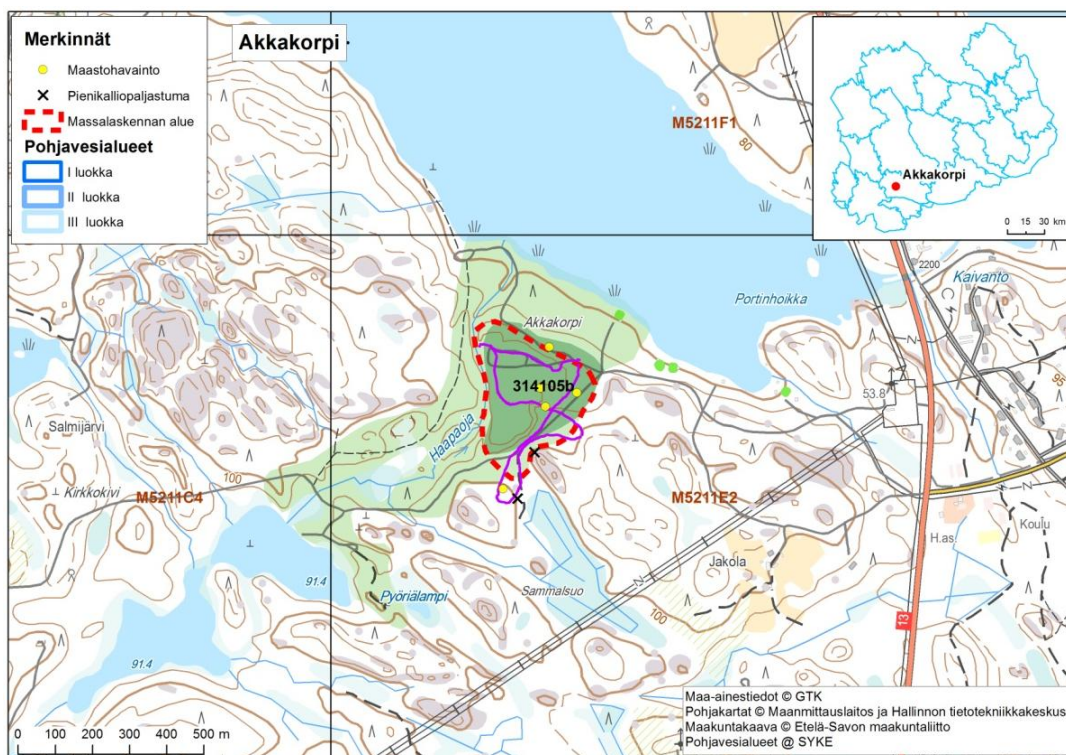 Merkinnät
Maastohavainto
Pienikalliopaljastuma
Massalaskennan alue
Pohjavesialueet
I luokka
II luokka
III luokka
Akkakorpi
M5211F1
80
Akkakorpi
0 15 30 km
2200
Kaivanto
Portinhoikka
Akkakorpi
314105b
53.8
95
Haapaoja
Salmijärvi
100
Kirkkokivi
M5211C4
M5211E2
Koulu
H.as.
91.4
Jakola
Pyöriälampi
Sammalsuo
100
13
91.4
Maa-ainestiedot © GTK
Pohjakartat © Maanmittauslaitos ja Hallinnon tietotekniikkakeskus
Maakuntakaava © Etelä-Savon maakuntaliitto
Pohjavesialueet @ SYKE
0 100 200 300 400 500 m